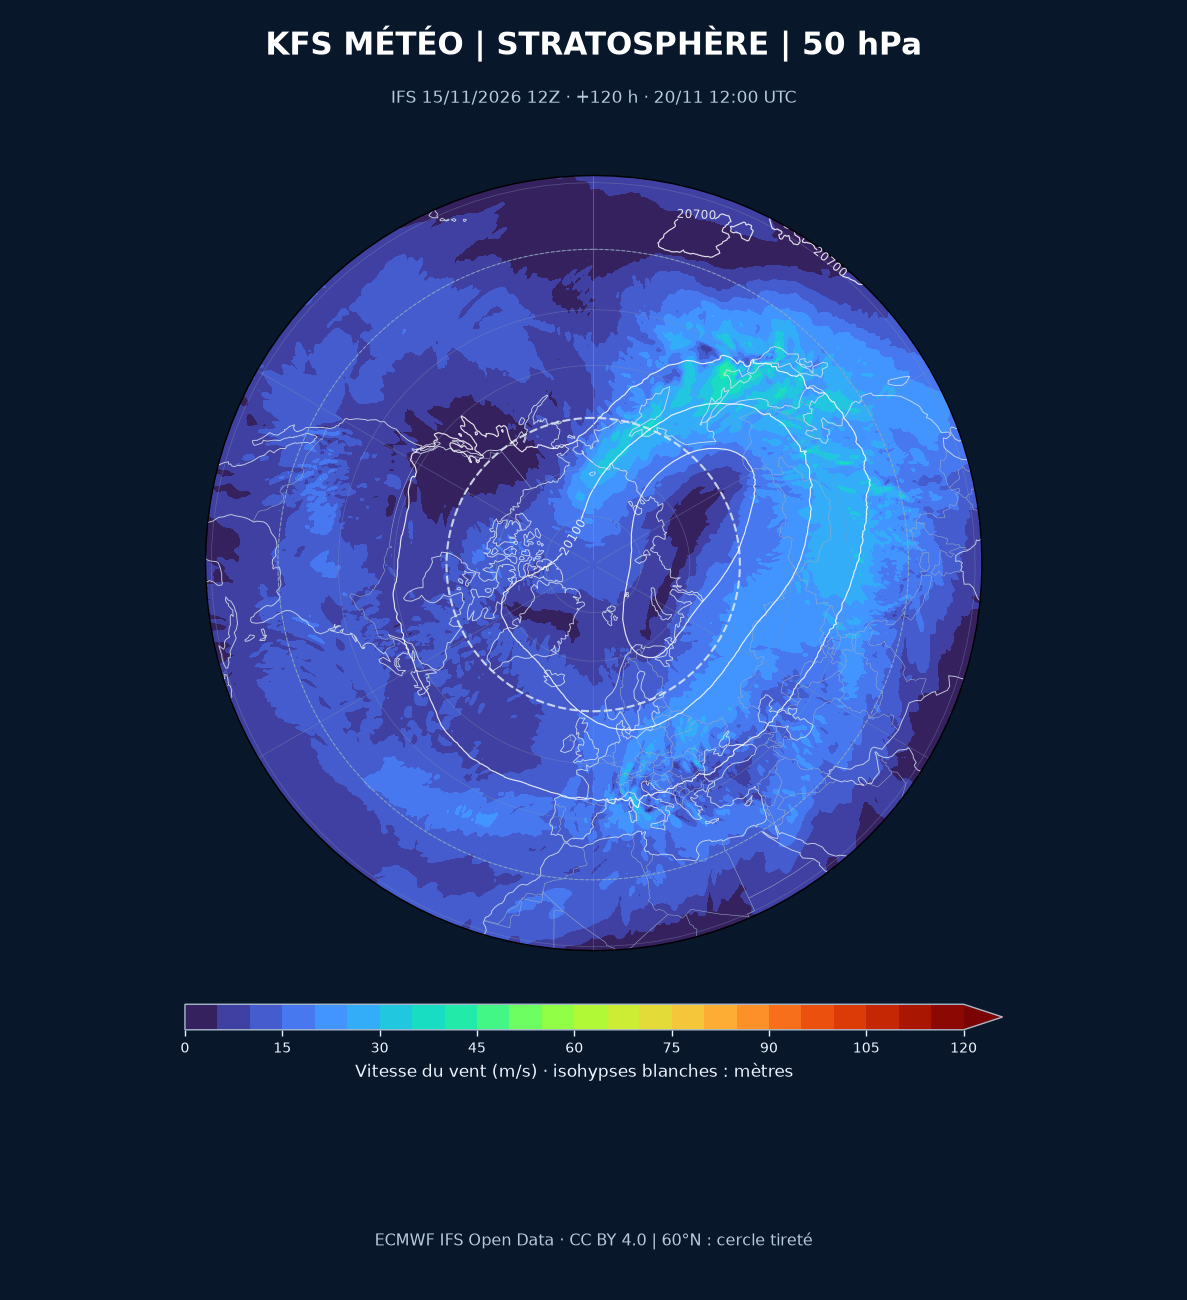 KFS MÉTÉO | STRATOSPHÈRE | 50 hPa
IFS 15/11/2026 12Z · +120 h · 20/11 12:00 UTC
20700
20700
20100
0 15 30 45 60 75 90 105 120
Vitesse du vent (m/s) · isohypses blanches : mètres
ECMWF IFS Open Data · CC BY 4.0 | 60°N : cercle tireté